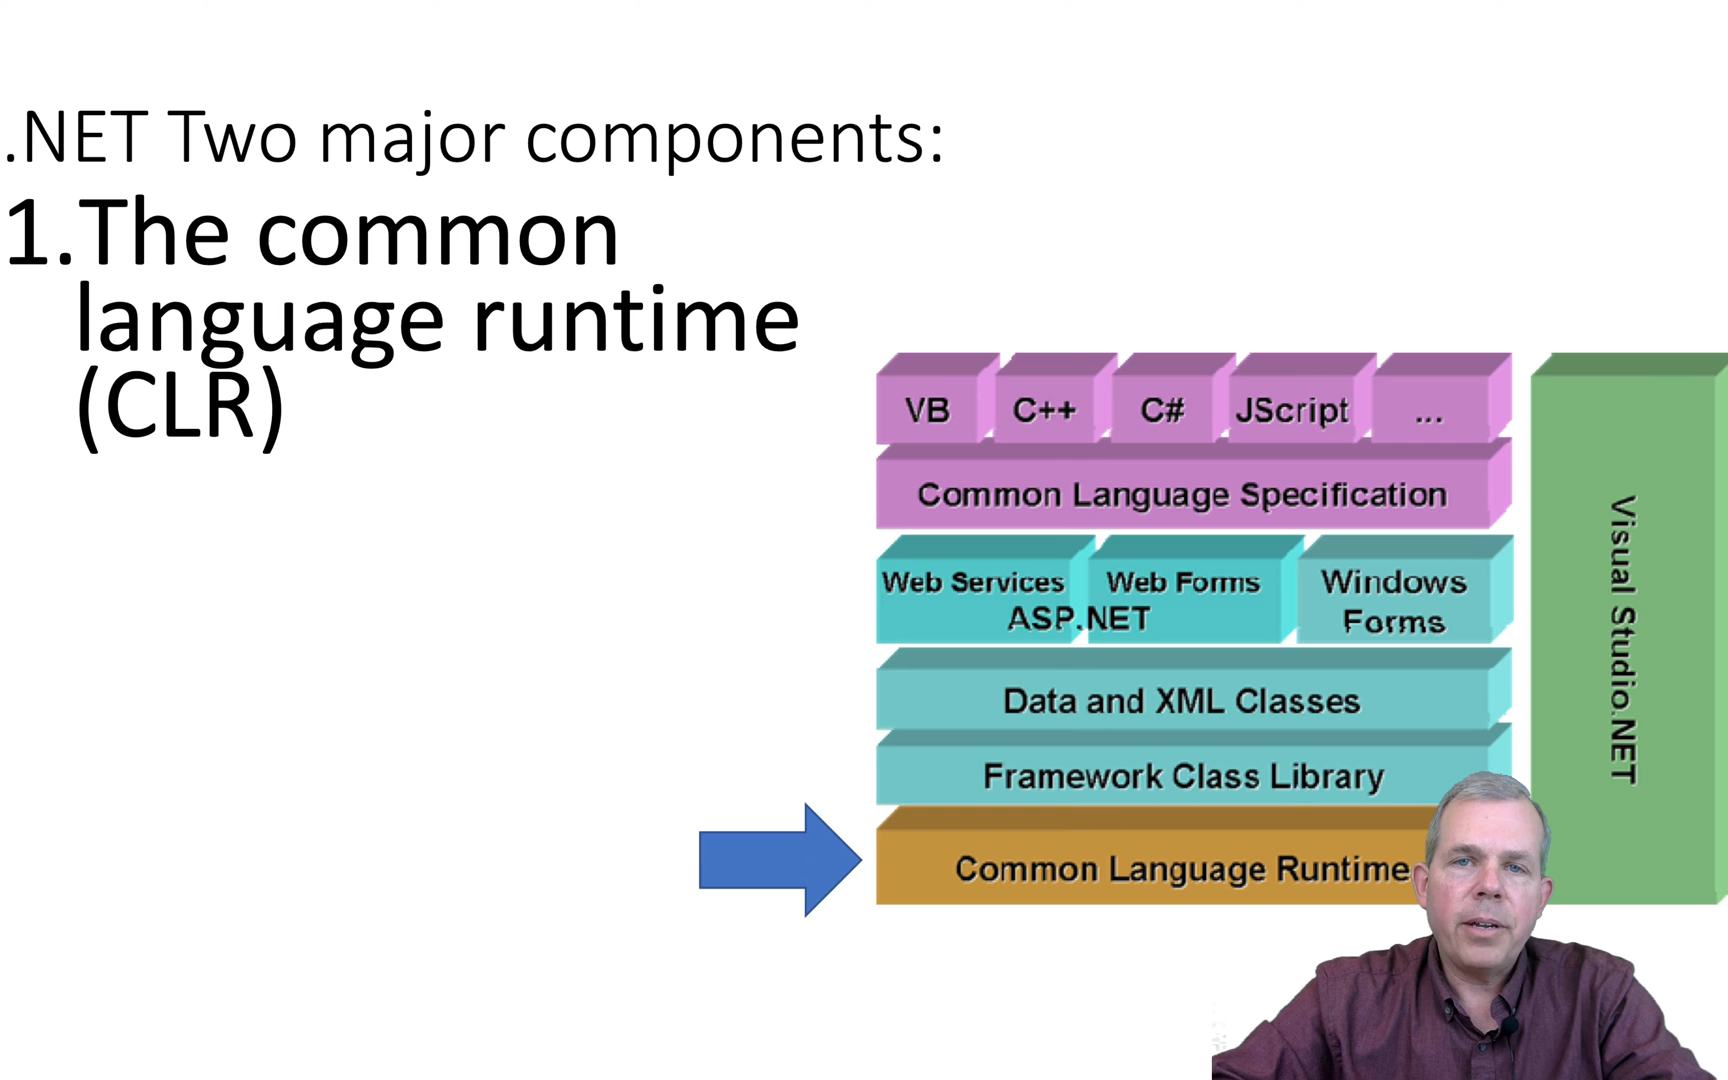 .NET Two major components:
1.The common
language runtime
(CLR)
VB C++ C# JScript ...
Common Language Specification
Web Services Web Forms Windows Forms
ASP.NET
Data and XML Classes
Framework Class Library
Common Language Runtime
Visual Studio.NET